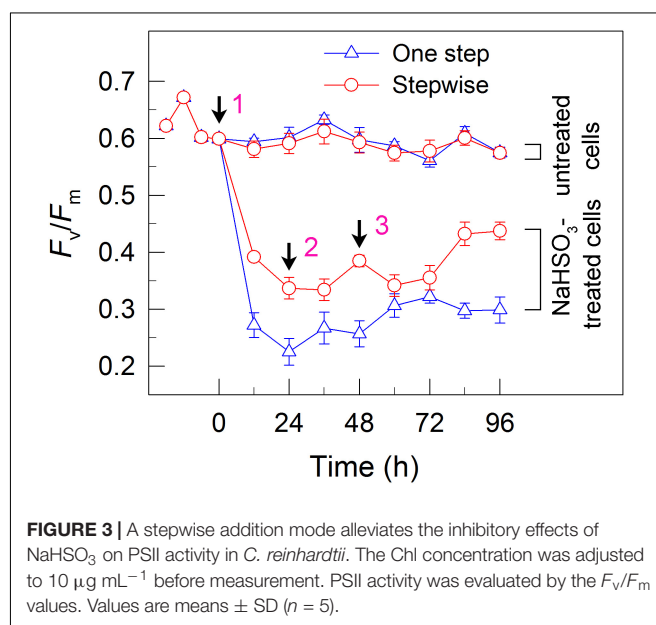 One step
Stepwise
0.7
0.6
0.5
0.4
0.3
0.2
Fv/Fm
1
2
3
untreated
cells
NaHSO3-
treated cells
0 24 48 72 96
Time (h)
FIGURE 3 | A stepwise addition mode alleviates the inhibitory effects of
NaHSO3 on PSII activity in C. reinhardtii. The Chl concentration was adjusted
to 10 μg mL−1 before measurement. PSII activity was evaluated by the Fv/Fm
values. Values are means ± SD (n = 5).